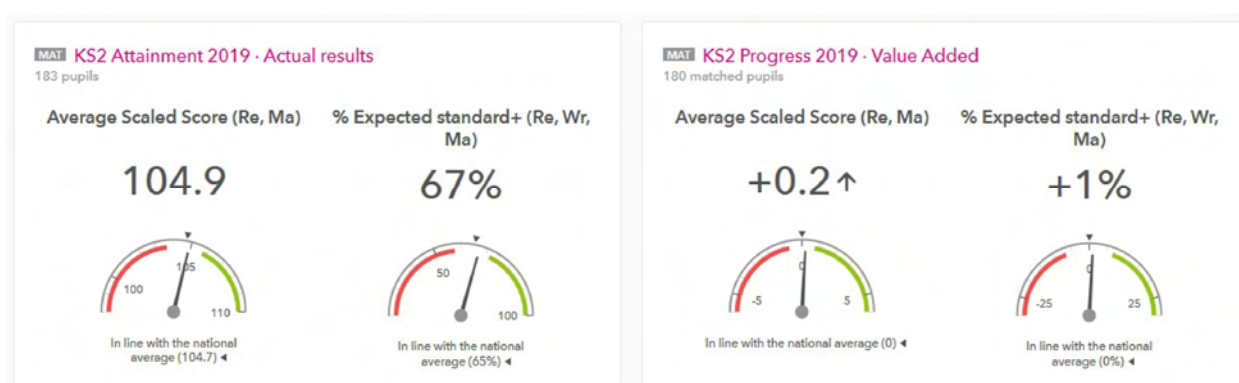 MAT KS2 Attainment 2019 · Actual results
183 pupils
Average Scaled Score (Re, Ma)
104.9
100
105
110
In line with the national
average (104.7) ◄
% Expected standard+ (Re, Wr,
Ma)
67%
50
100
In line with the national
average (65%) ◄
MAT KS2 Progress 2019 · Value Added
180 matched pupils
Average Scaled Score (Re, Ma)
+0.2↑
-5
0
5
In line with the national average (0) ◄
% Expected standard+ (Re, Wr,
Ma)
+1%
-25
0
25
In line with the national
average (0%) ◄